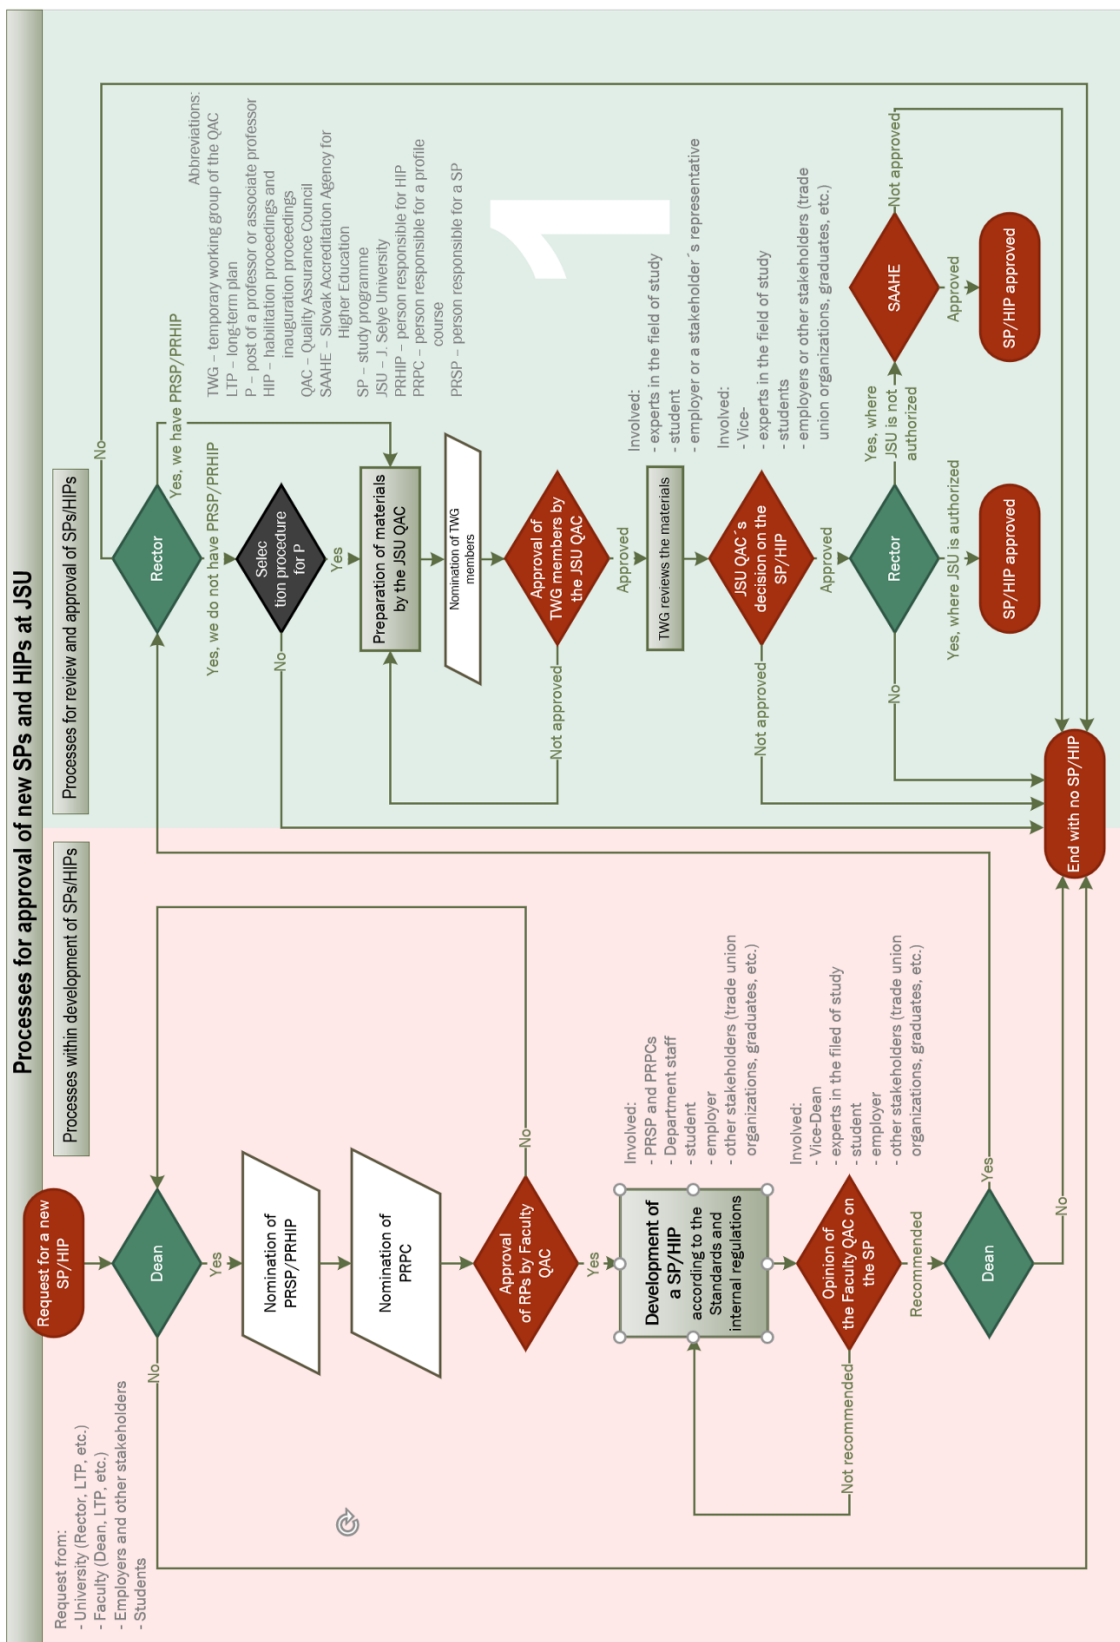 Processes for approval of new SPs and HIPs at JSU
Processes within development of SPs/HIPs
Processes for review and approval of SPs/HIPs
Request from:
- University (Rector, LTP, etc.)
- Faculty (Dean, LTP, etc.)
- Employers and other stakeholders
- Students
Request for a new
SP/HIP
Dean
No
Yes
Nomination of
PRSP/PRHIP
Nomination of
PRPC
Approval
of RPs by Faculty
QAC
No
Yes
Development of
a SP/HIP
according to the
Standards and
internal regulations
Involved:
- PRSP and PRPCs
- Department staff
- student
- employer
- other stakeholders (trade union
organizations, graduates, etc.)
Opinion of
the Faculty QAC on
the SP
Not recommended
Recommended
Involved:
- Vice-Dean
- experts in the filed of study
- student
- employer
- other stakeholders (trade union
organizations, graduates, etc.)
Dean
Yes
No
End with no SP/HIP
Rector
No
Yes, we have PRSP/PRHIP
Yes, we do not have PRSP/PRHIP
Selec
tion procedure
for P
No
Yes
Preparation of materials
by the JSU QAC
Nomination of TWG
members
Approval of
TWG members by
the JSU QAC
Not approved
Approved
TWG reviews the materials
Involved:
- experts in the field of study
- student
- employer or a stakeholder´s representative
JSU QAC´s
decision on the
SP/HIP
Not approved
Approved
Involved:
- Vice-
- experts in the field of study
- students
- employers or other stakeholders (trade
union organizations, graduates, etc.)
Rector
No
Yes, where
JSU is not
authorized
Yes, where JSU is authorized
SP/HIP approved
SAAHE
Not approved
Approved
SP/HIP approved
Abbreviations:
TWG – temporary working group of the QAC
LTP – long-term plan
P – post of a professor or associate professor
HIP – habilitation proceedings and
inauguration proceedings
QAC – Quality Assurance Council
SAAHE – Slovak Accreditation Agency for
Higher Education
SP – study programme
JSU – J. Selye University
PRHIP – person responsible for HIP
PRPC – person responsible for a profile
course
PRSP – person responsible for a SP
1